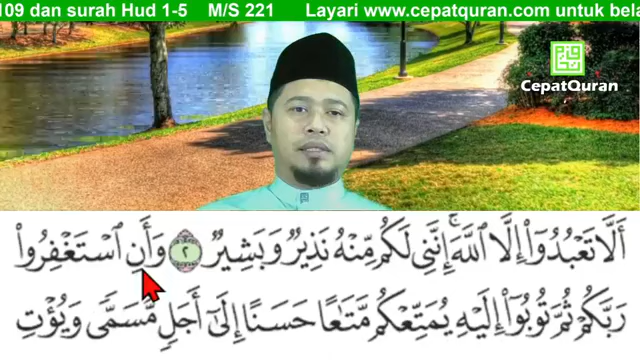 109 dan surah Hud 1-5 M/S 221 Layari www.cepatquran.com untuk bela
CepatQuran
أَلَّا تَعْبُدُوٓا۟ إِلَّا ٱللَّهَ ۚ إِنَّنِى لَكُم مِّنْهُ نَذِيرٌ وَبَشِيرٌ ٢ وَأَنِ ٱسْتَغْفِرُوا۟
رَبَّكُمْ ثُمَّ تُوبُوٓا۟ إِلَيْهِ يُمَتِّعْكُم مَّتَـٰعًا حَسَنًا إِلَىٰٓ أَجَلٍ مُّسَمًّى وَيُؤْتِ